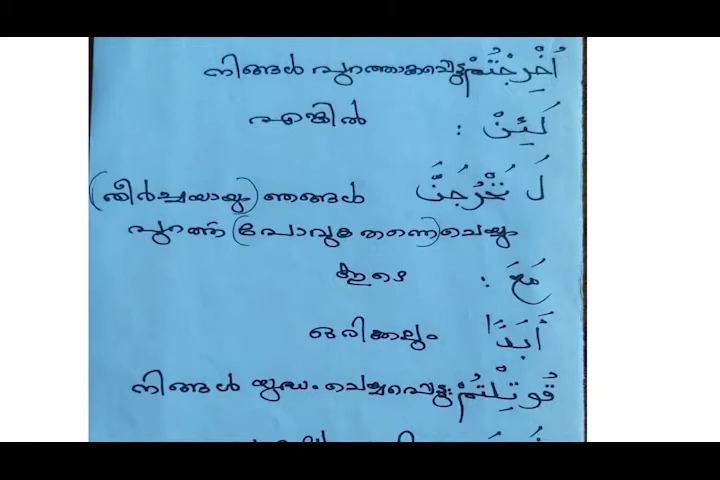 നിങ്ങൾ പുറത്താക്കപ്പെട്ടു أُخْرِجْتُمْ
എങ്കിൽ : لَئِنْ
(തീർച്ചയായും) ഞങ്ങൾ لَنَخْرُجَنَّ
പുറത്ത് (പോവുക തന്നെ) ചെയ്യും
കൂടെ : مَعَ
ഒരിക്കലും أَبَدًا
നിങ്ങൾ യുദ്ധം ചെയ്യപ്പെട്ടു: قُوتِلْتُمْ